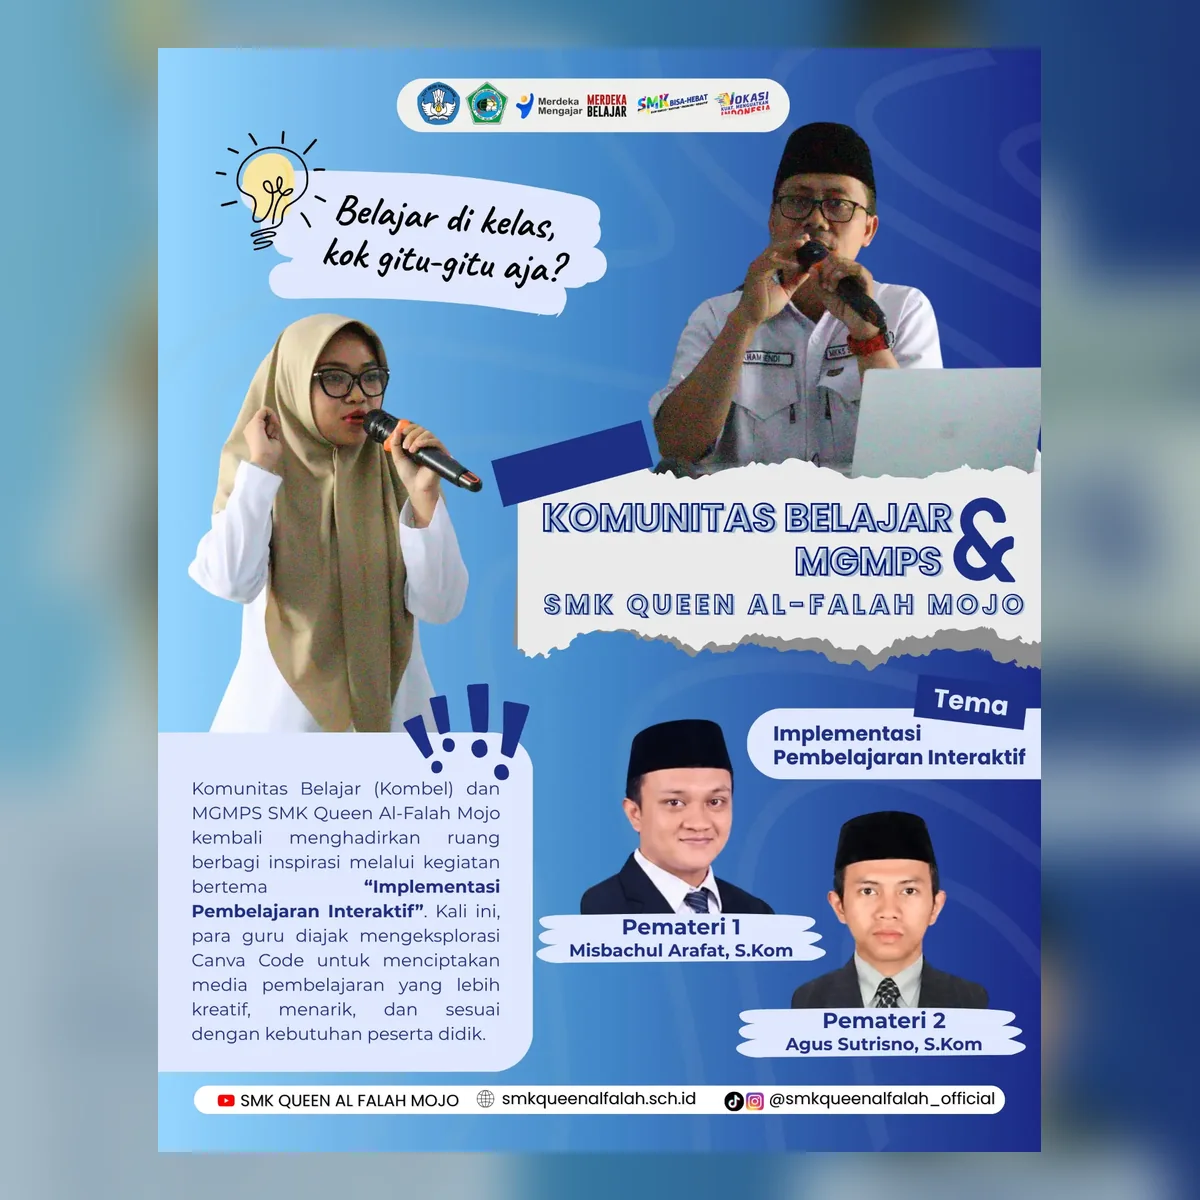 Merdeka
Mengajar
MERDEKA
BELAJAR
SMK BISA-HEBAT
VOKASI
KUAT, MENGUATKAN
INDONESIA
Belajar di kelas,
kok gitu-gitu aja?
KOMUNITAS BELAJAR &
MGMPS
SMK QUEEN AL-FALAH MOJO
Tema
Implementasi
Pembelajaran Interaktif
Komunitas Belajar (Kombel) dan
MGMPS SMK Queen Al-Falah Mojo
kembali menghadirkan ruang
berbagi inspirasi melalui kegiatan
bertema “Implementasi
Pembelajaran Interaktif”. Kali ini,
para guru diajak mengeksplorasi
Canva Code untuk menciptakan
media pembelajaran yang lebih
kreatif, menarik, dan sesuai
dengan kebutuhan peserta didik.
Pemateri 1
Misbachul Arafat, S.Kom
Pemateri 2
Agus Sutrisno, S.Kom
SMK QUEEN AL FALAH MOJO
smkqueenalfalah.sch.id
@smkqueenalfalah_official